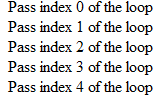 Pass index 0 of the loop
Pass index 1 of the loop
Pass index 2 of the loop
Pass index 3 of the loop
Pass index 4 of the loop